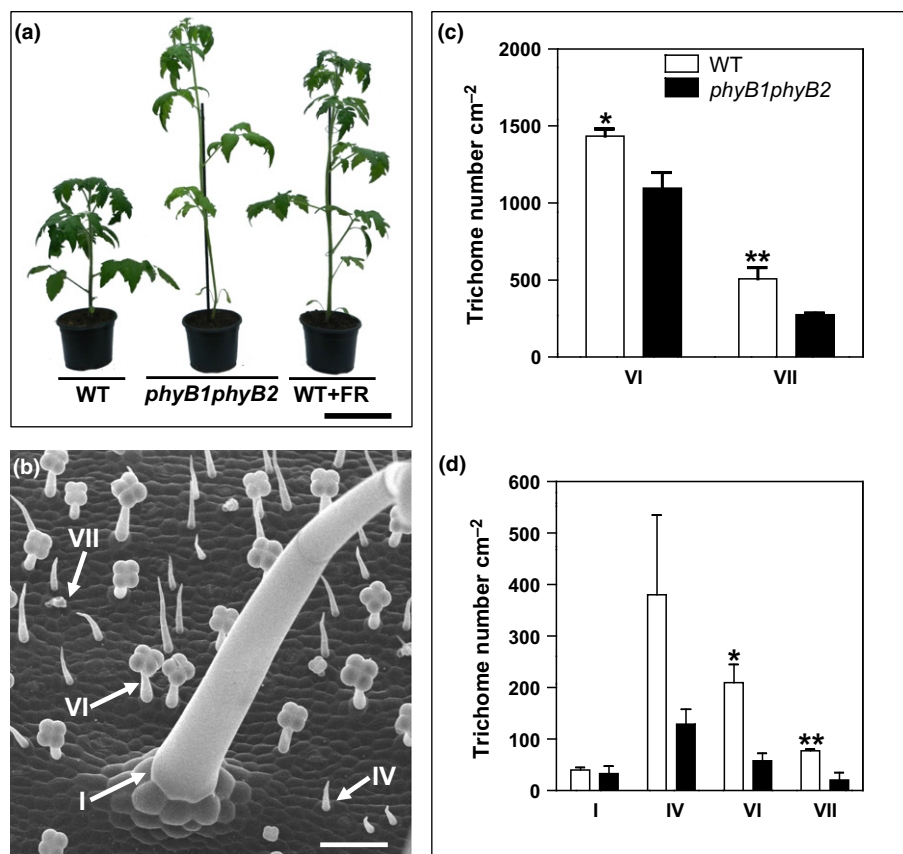 (a)
WT
phyB1phyB2
WT+FR
(b)
VII
VI
I
IV
(c)
Trichome number cm⁻²
2000
1500
1000
500
0
WT
phyB1phyB2
*
**
VI
VII
(d)
Trichome number cm⁻²
600
500
400
300
200
100
0
*
**
I
IV
VI
VII